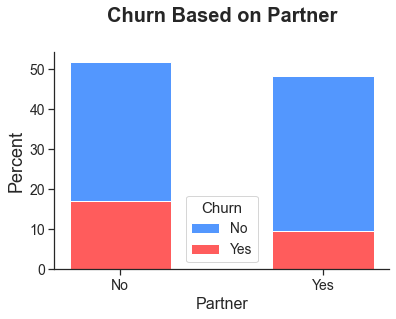 Churn Based on Partner
Percent
50
40
30
20
10
0
Churn
No
Yes
No
Yes
Partner